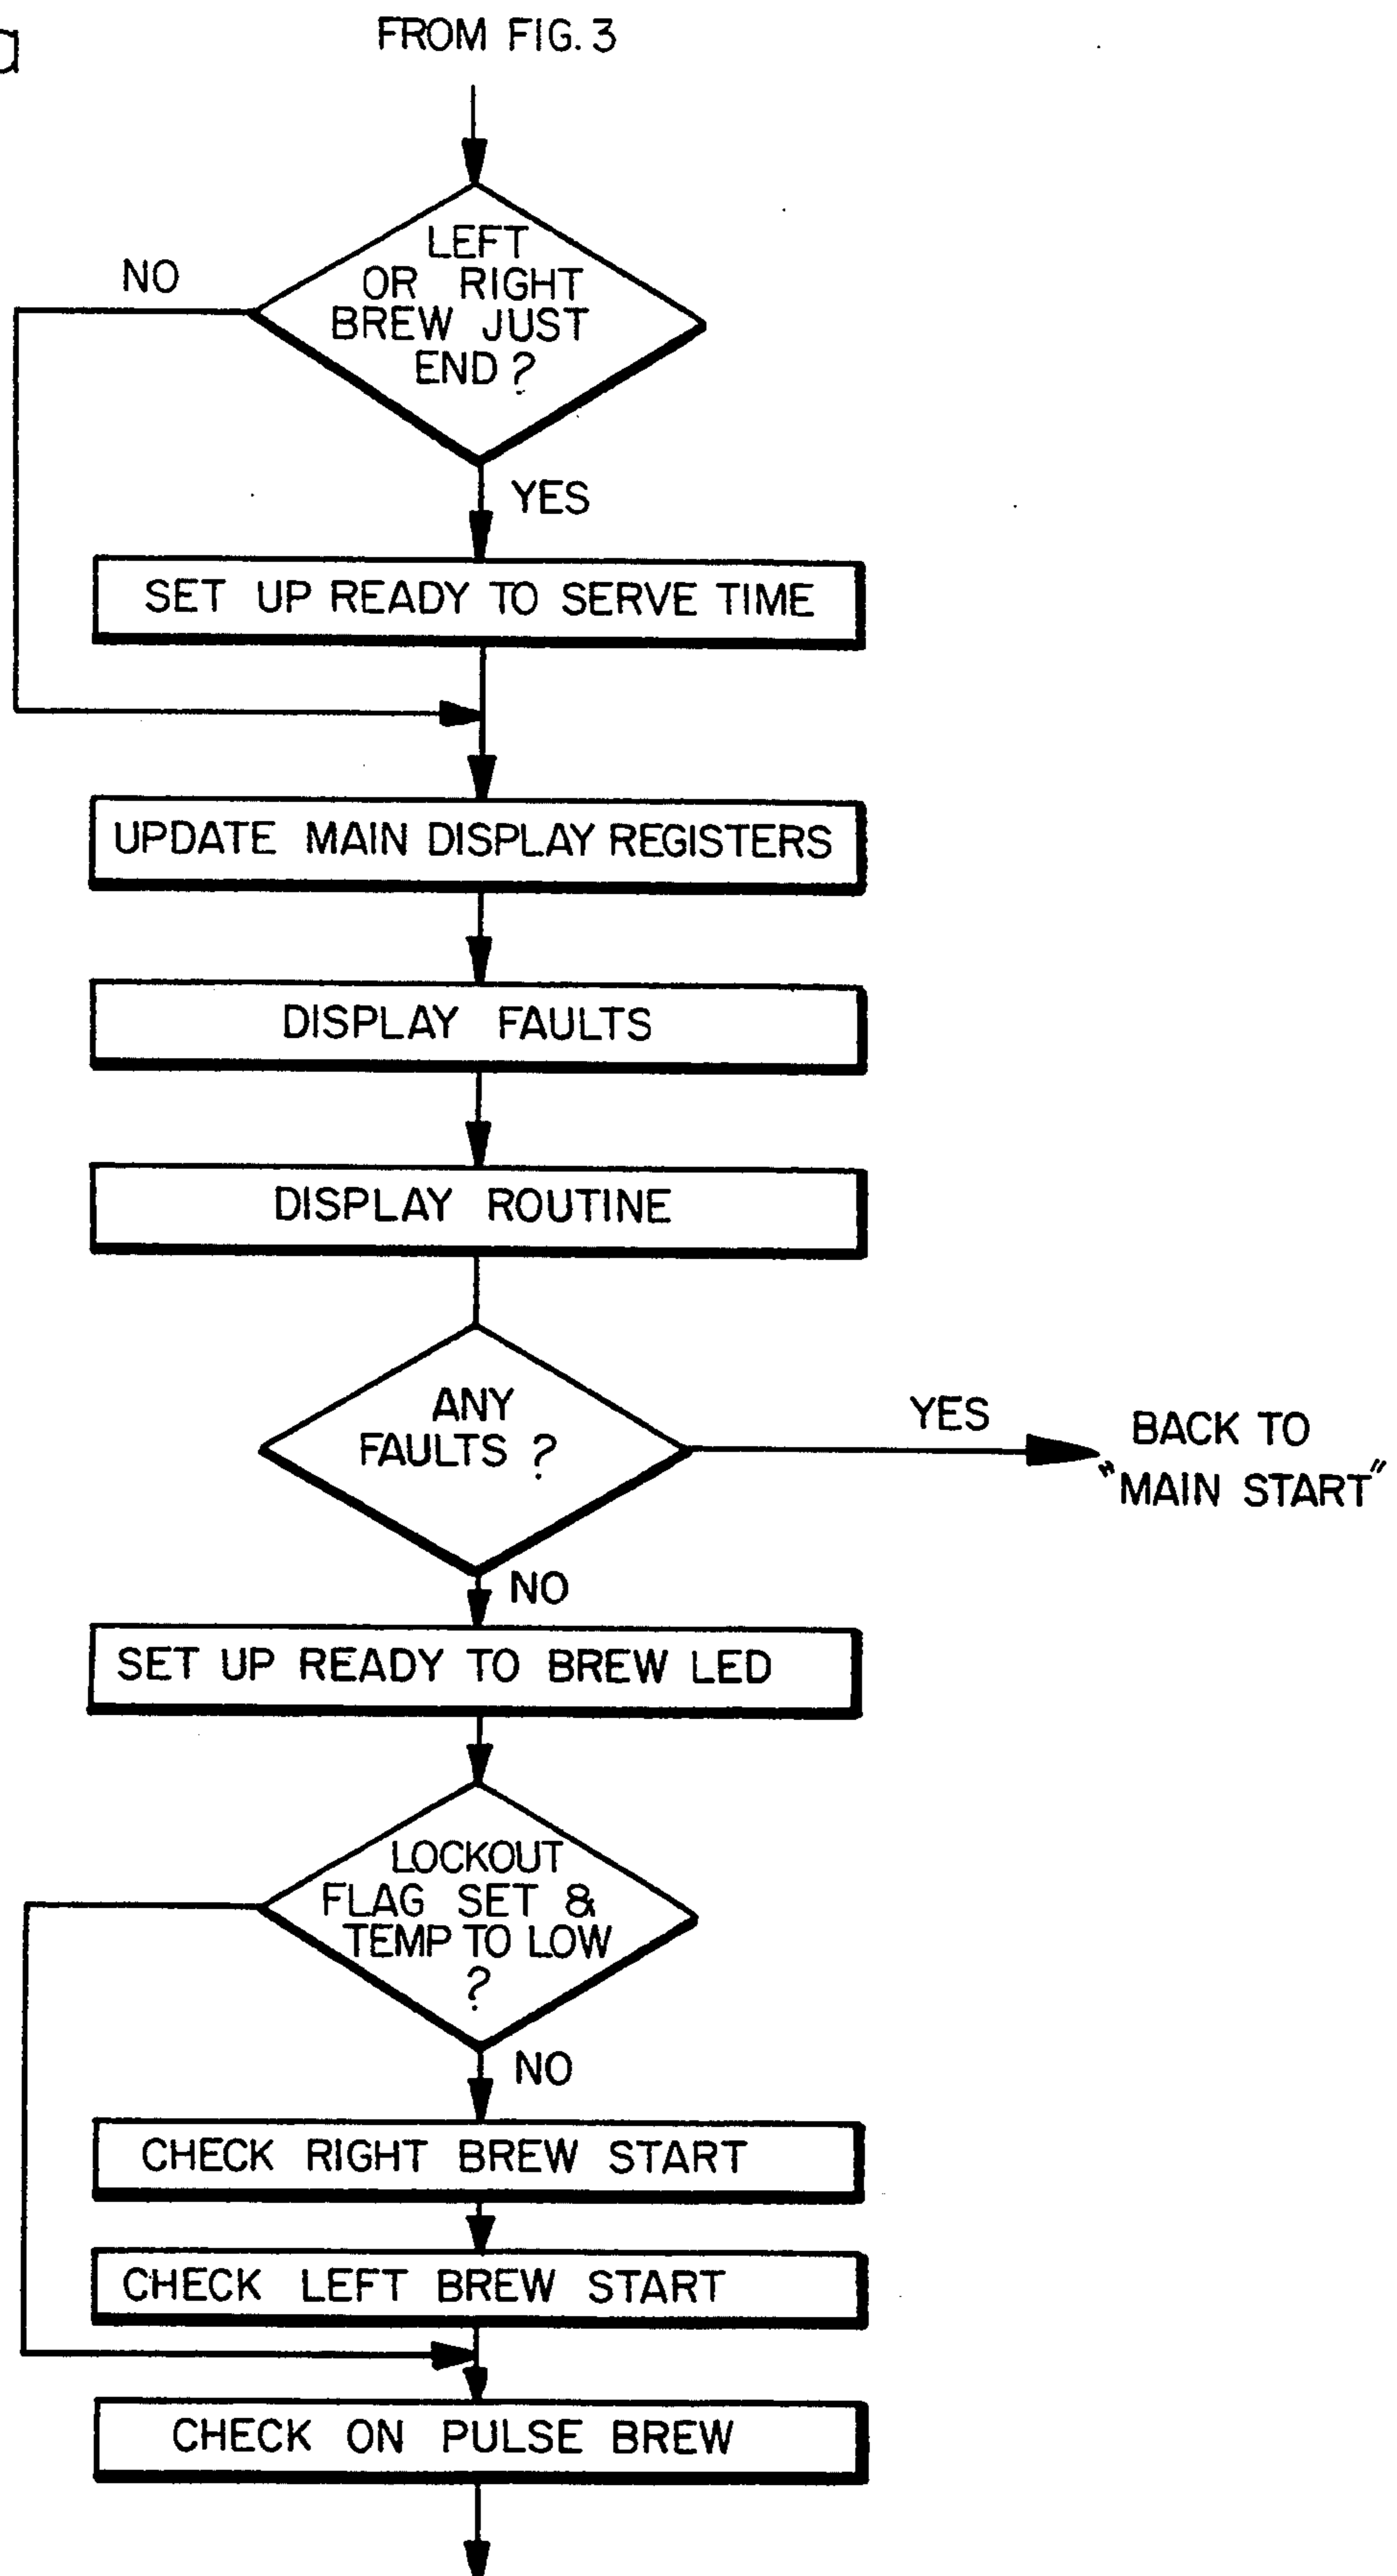 FROM FIG. 3
LEFT
OR RIGHT
BREW JUST
END ?
NO
YES
SET UP READY TO SERVE TIME
UPDATE MAIN DISPLAY REGISTERS
DISPLAY FAULTS
DISPLAY ROUTINE
ANY
FAULTS ?
YES
BACK TO
"MAIN START"
NO
SET UP READY TO BREW LED
LOCKOUT
FLAG SET &
TEMP TO LOW
?
NO
CHECK RIGHT BREW START
CHECK LEFT BREW START
CHECK ON PULSE BREW